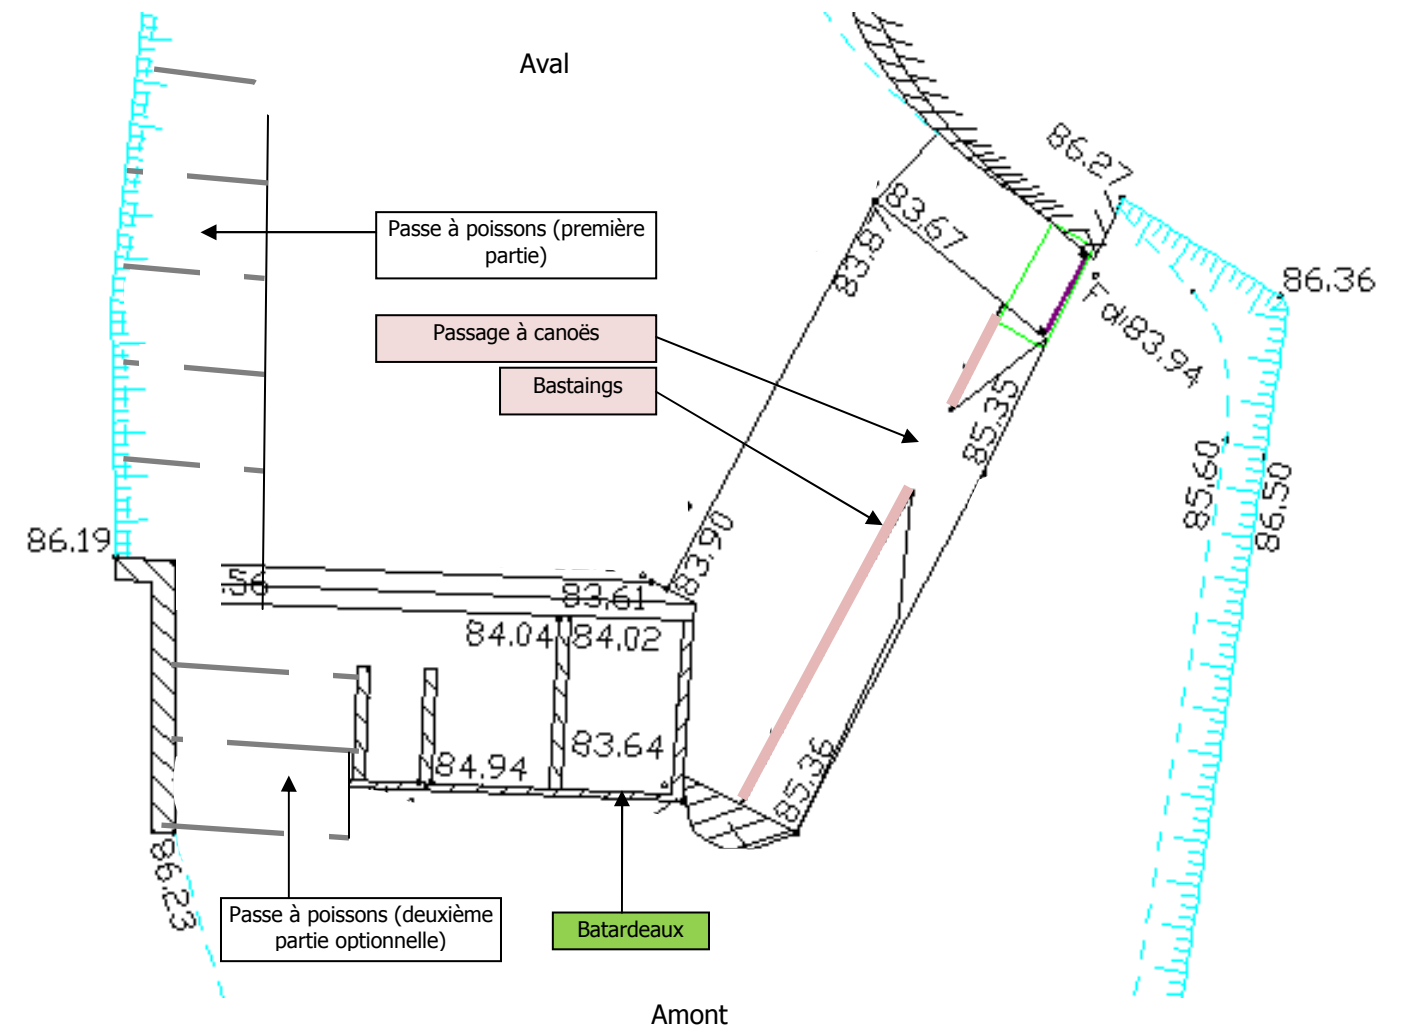 Aval
86.27
83.67
83.87
86.36
Passe à poissons (première
partie)
Passage à canoës
Fd/83.94
Bastaings
85.35
85.60
86.50
86.19
83.90
56
83.61
84.04
84.02
83.64
84.94
85.36
86.23
Passe à poissons (deuxième
partie optionnelle)
Batardeaux
Amont